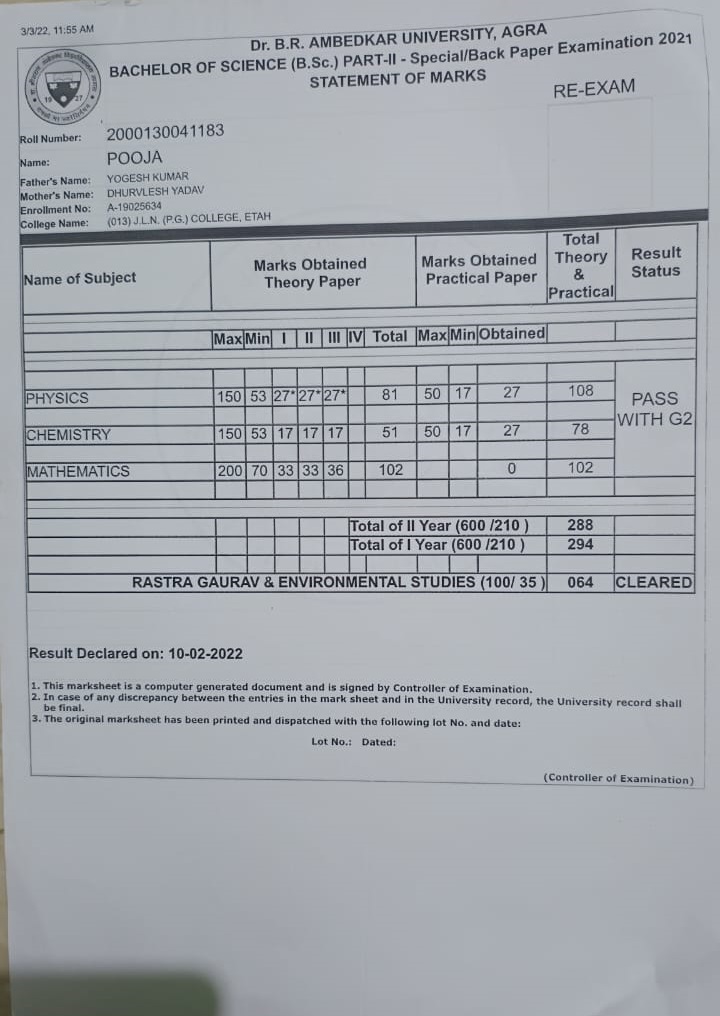 3/3/22, 11:55 AM
Dr. B.R. AMBEDKAR UNIVERSITY, AGRA
BACHELOR OF SCIENCE (B.Sc.) PART-II - Special/Back Paper Examination 2021
STATEMENT OF MARKS
RE-EXAM
19 27
Roll Number: 2000130041183
Name: POOJA
Father's Name: YOGESH KUMAR
Mother's Name: DHURVLESH YADAV
Enrollment No: A-19025634
College Name: (013) J.L.N. (P.G.) COLLEGE, ETAH
Name of Subject Marks Obtained Theory Paper Marks Obtained Practical Paper Total Theory & Practical Result Status
Max Min I II III IV Total Max Min Obtained
PHYSICS 150 53 27* 27* 27* 81 50 17 27 108 PASS WITH G2
CHEMISTRY 150 53 17 17 17 51 50 17 27 78
MATHEMATICS 200 70 33 33 36 102 0 102
Total of II Year (600 /210 ) 288
Total of I Year (600 /210 ) 294
RASTRA GAURAV & ENVIRONMENTAL STUDIES (100/ 35 ) 064 CLEARED
Result Declared on: 10-02-2022
1. This marksheet is a computer generated document and is signed by Controller of Examination.
2. In case of any discrepancy between the entries in the mark sheet and in the University record, the University record shall
be final.
3. The original marksheet has been printed and dispatched with the following lot No. and date:
Lot No.: Dated:
(Controller of Examination)